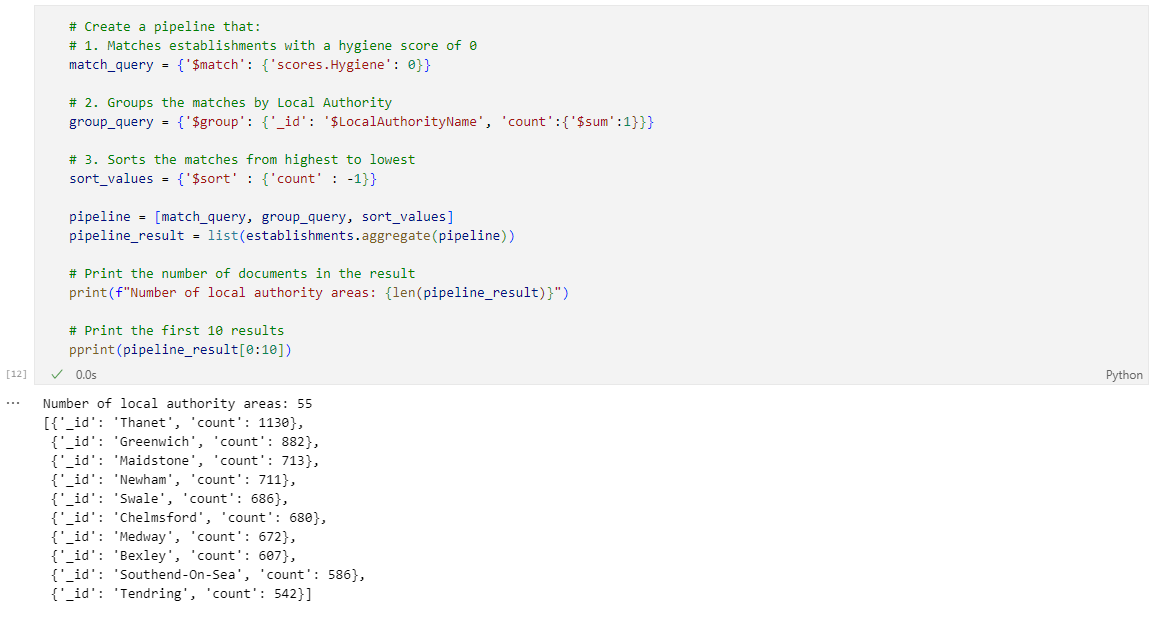 # Create a pipeline that:
# 1. Matches establishments with a hygiene score of 0
match_query = {'$match': {'scores.Hygiene': 0}}
# 2. Groups the matches by Local Authority
group_query = {'$group': {'_id': '$LocalAuthorityName', 'count':{'$sum':1}}}
# 3. Sorts the matches from highest to lowest
sort_values = {'$sort' : {'count' : -1}}
pipeline = [match_query, group_query, sort_values]
pipeline_result = list(establishments.aggregate(pipeline))
# Print the number of documents in the result
print(f"Number of local authority areas: {len(pipeline_result)}")
# Print the first 10 results
pprint(pipeline_result[0:10])
[12] ✓ 0.0s Python
... Number of local authority areas: 55
[{'_id': 'Thanet', 'count': 1130},
{'_id': 'Greenwich', 'count': 882},
{'_id': 'Maidstone', 'count': 713},
{'_id': 'Newham', 'count': 711},
{'_id': 'Swale', 'count': 686},
{'_id': 'Chelmsford', 'count': 680},
{'_id': 'Medway', 'count': 672},
{'_id': 'Bexley', 'count': 607},
{'_id': 'Southend-On-Sea', 'count': 586},
{'_id': 'Tendring', 'count': 542}]